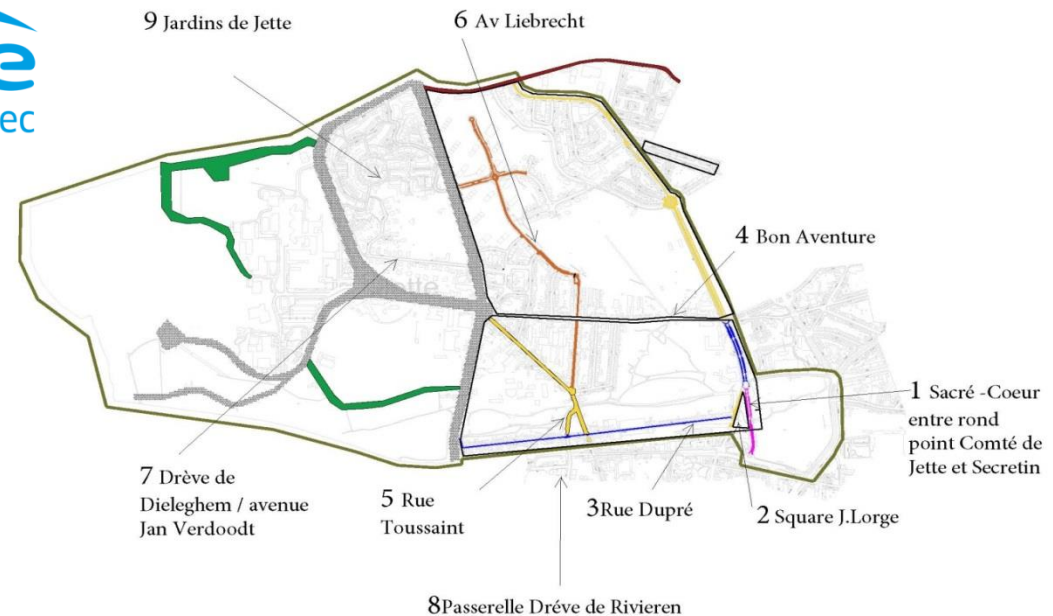 9 Jardins de Jette
6 Av Liebrecht
e
ec
4 Bon Aventure
1 Sacré -Coeur
entre rond
point Comté de
Jette et Secretin
7 Drève de
Dieleghem / avenue
Jan Verdoodt
5 Rue
Toussaint
3Rue Dupré
2 Square J.Lorge
8Passerelle Dréve de Rivieren